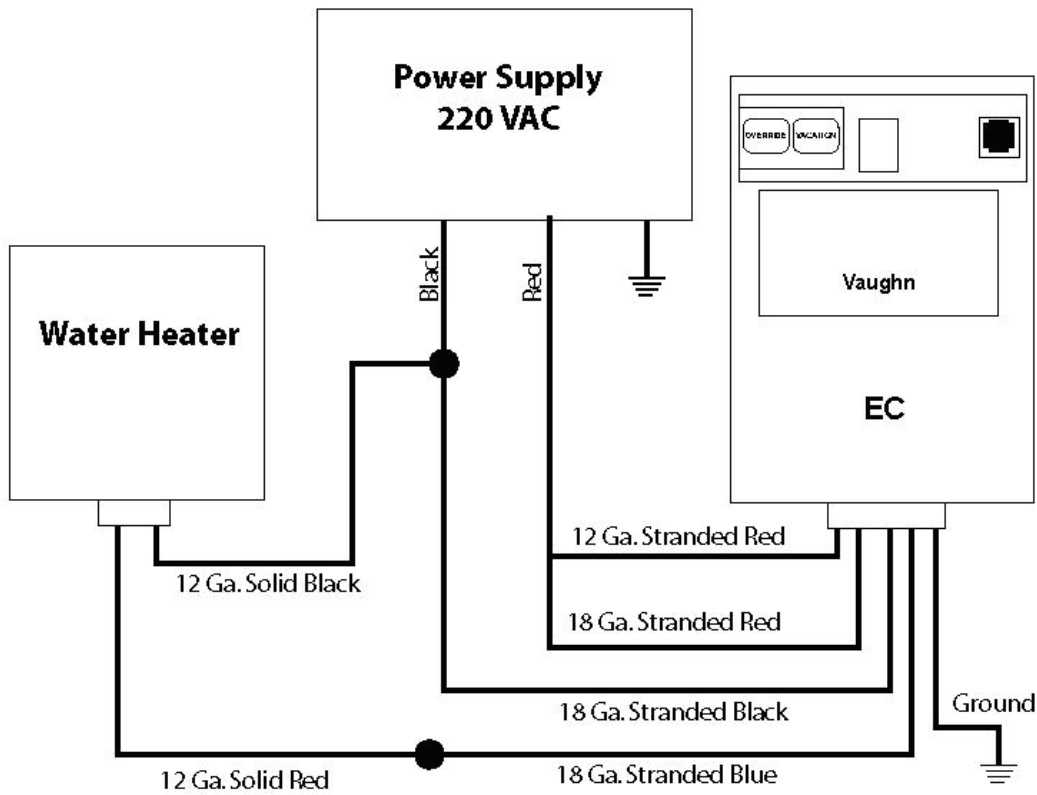 Power Supply
220 VAC
OVERRIDE
VACATION
Black
Red
Vaughn
Water Heater
EC
12 Ga. Stranded Red
12 Ga. Solid Black
18 Ga. Stranded Red
Ground
18 Ga. Stranded Black
12 Ga. Solid Red
18 Ga. Stranded Blue